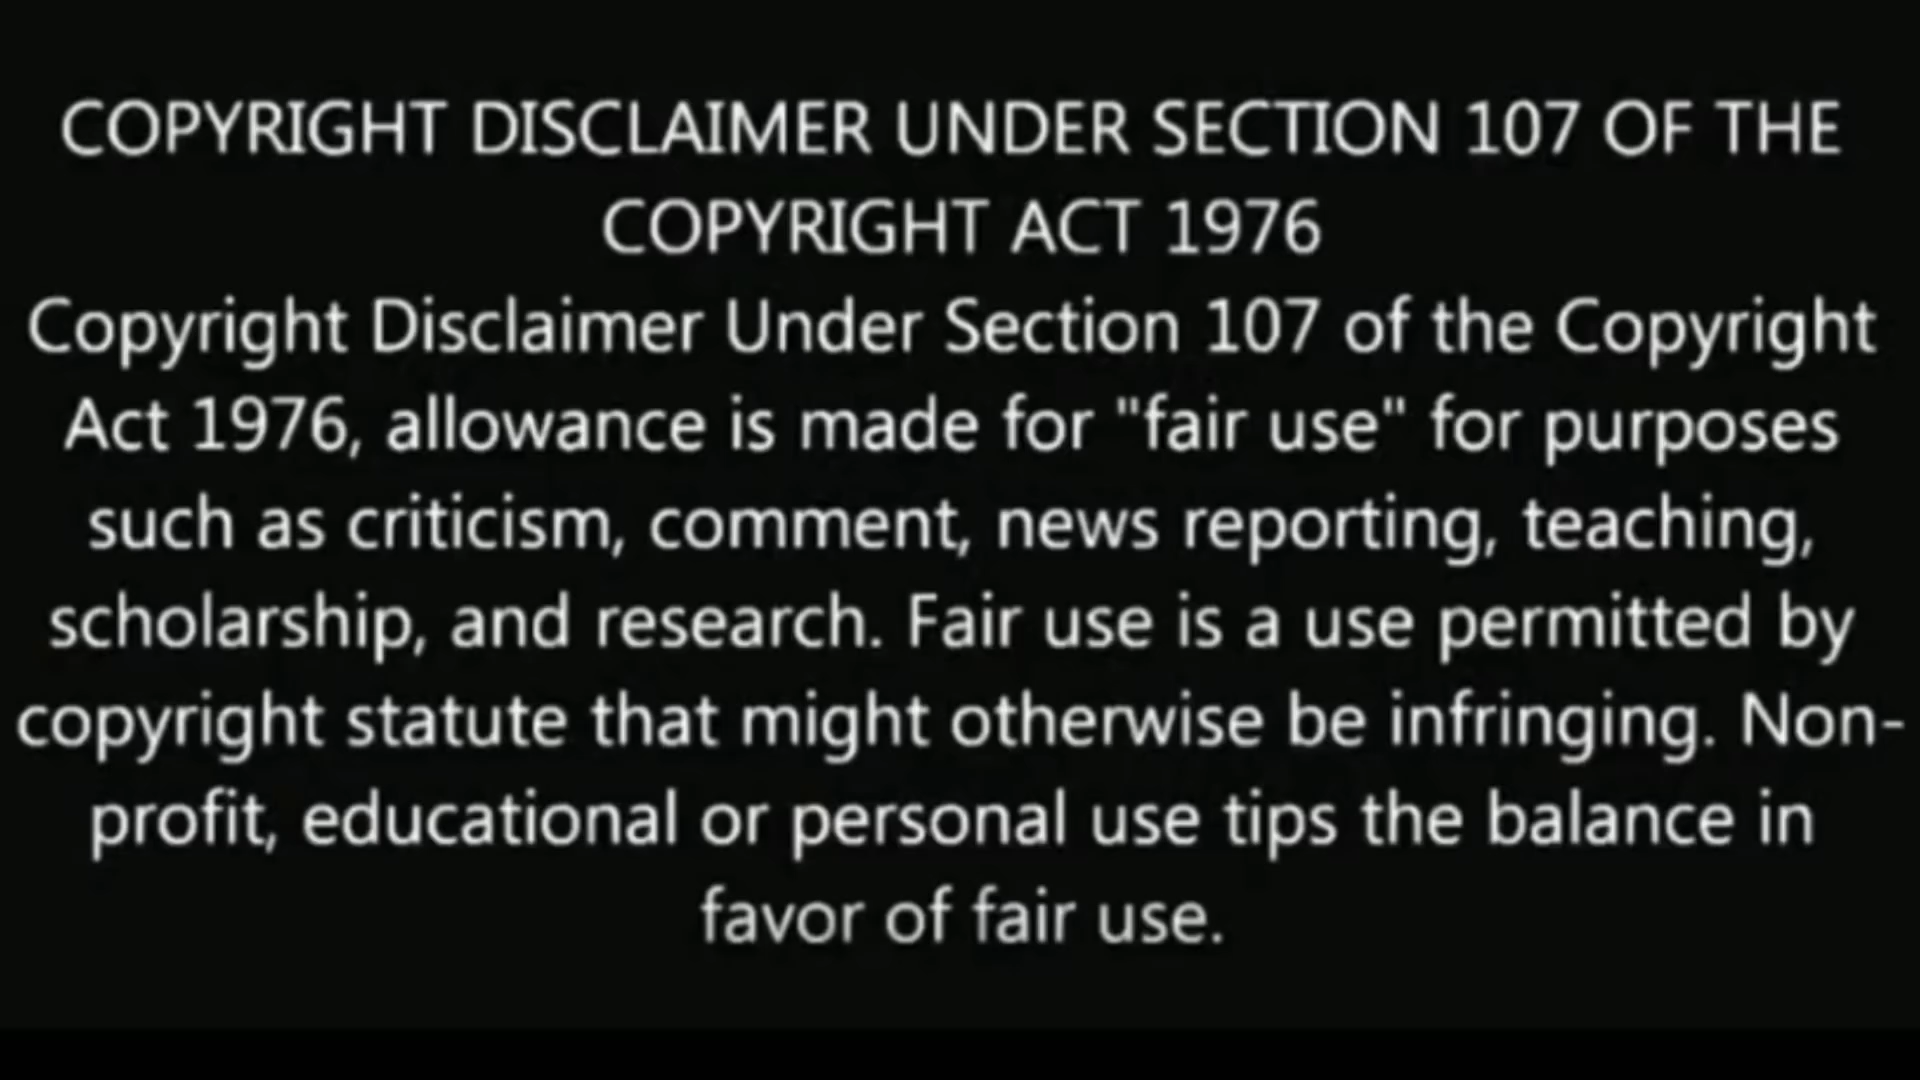 COPYRIGHT DISCLAIMER UNDER SECTION 107 OF THE
COPYRIGHT ACT 1976
Copyright Disclaimer Under Section 107 of the Copyright
Act 1976, allowance is made for "fair use" for purposes
such as criticism, comment, news reporting, teaching,
scholarship, and research. Fair use is a use permitted by
copyright statute that might otherwise be infringing. Non-
profit, educational or personal use tips the balance in
favor of fair use.